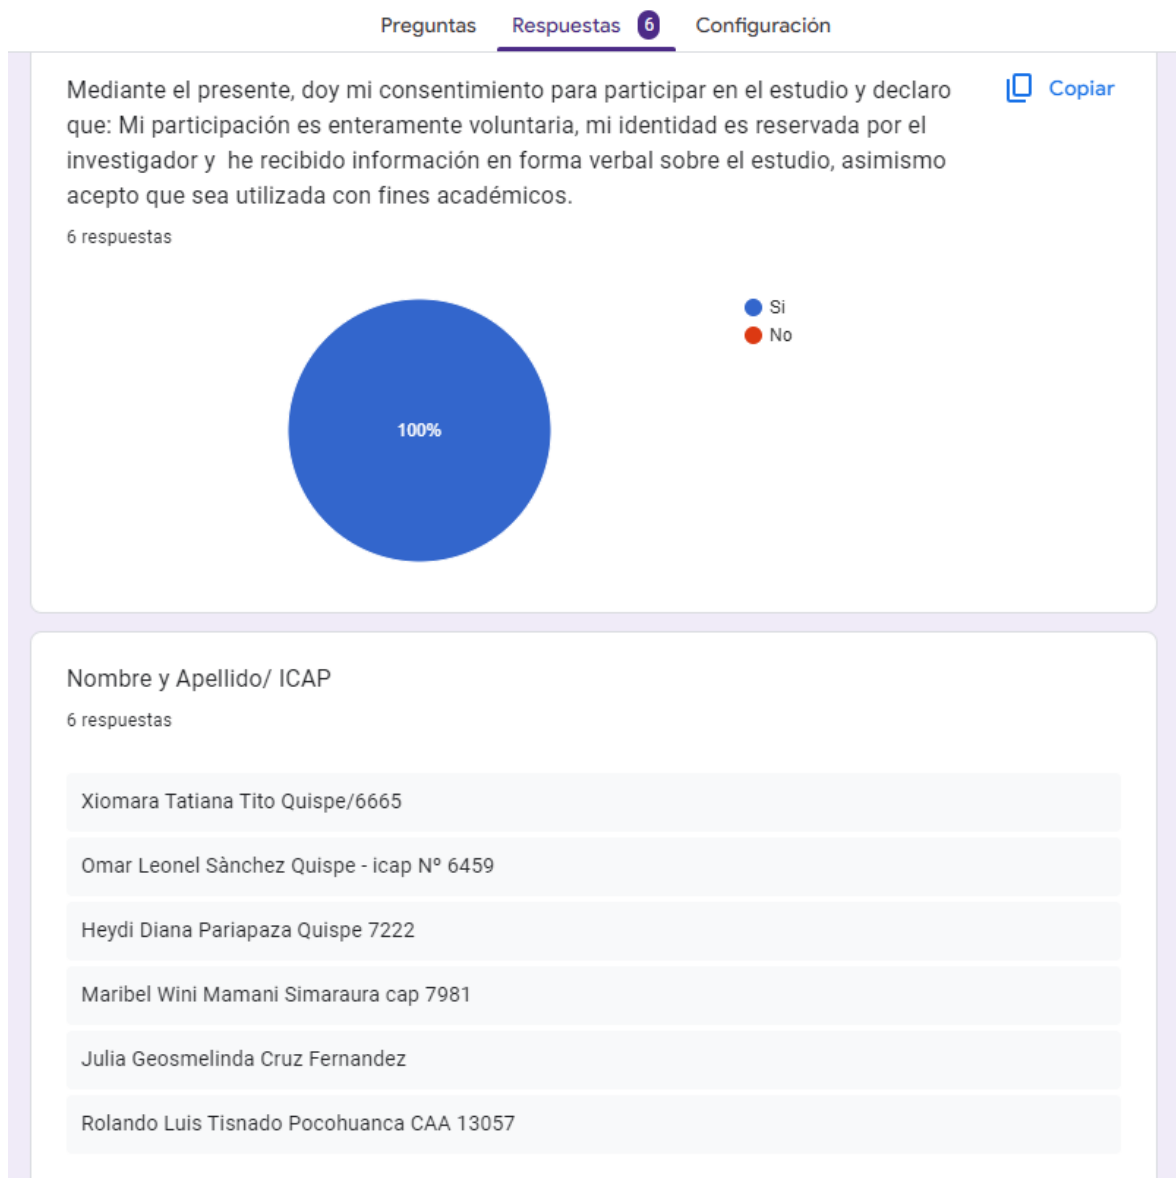 Preguntas Respuestas 6 Configuración
Mediante el presente, doy mi consentimiento para participar en el estudio y declaro
que: Mi participación es enteramente voluntaria, mi identidad es reservada por el
investigador y  he recibido información en forma verbal sobre el estudio, asimismo
acepto que sea utilizada con fines académicos.
Copiar
6 respuestas
Si
No
100%
Nombre y Apellido/ ICAP
6 respuestas
Xiomara Tatiana Tito Quispe/6665
Omar Leonel Sànchez Quispe - icap Nº 6459
Heydi Diana Pariapaza Quispe 7222
Maribel Wini Mamani Simaraura cap 7981
Julia Geosmelinda Cruz Fernandez
Rolando Luis Tisnado Pocohuanca CAA 13057